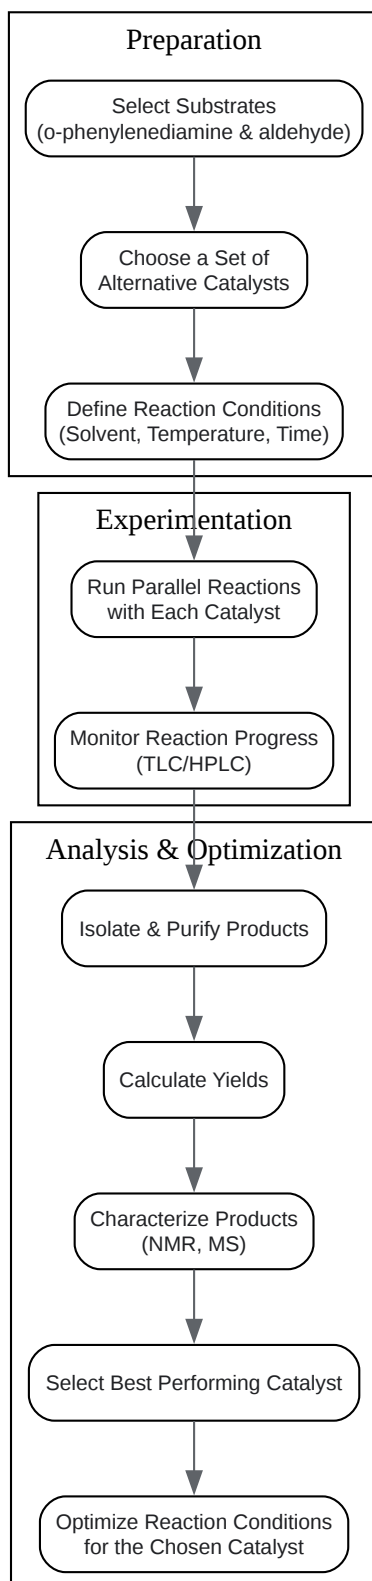 Preparation
Select Substrates
(o-phenylenediamine & aldehyde)
Choose a Set of
Alternative Catalysts
Define Reaction Conditions
(Solvent, Temperature, Time)
Experimentation
Run Parallel Reactions
with Each Catalyst
Monitor Reaction Progress
(TLC/HPLC)
Analysis & Optimization
Isolate & Purify Products
Calculate Yields
Characterize Products
(NMR, MS)
Select Best Performing Catalyst
Optimize Reaction Conditions
for the Chosen Catalyst